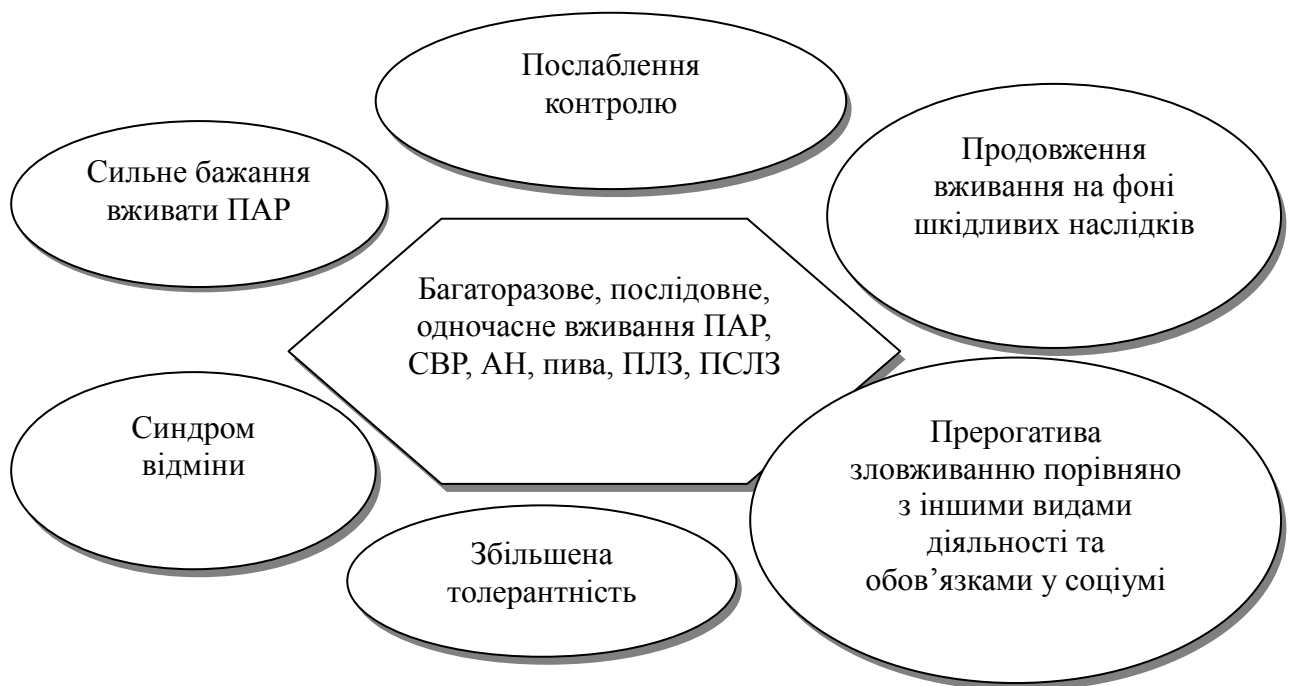 Послаблення
контролю
Сильне бажання
вживати ПАР
Продовження
вживання на фоні
шкідливих наслідків
Багаторазове, послідовне,
одночасне вживання ПАР,
СВР, АН, пива, ПЛЗ, ПСЛЗ
Синдром
відміни
Прерогатива
зловживанню порівняно
з іншими видами
діяльності та
обов’язками у соціумі
Збільшена
толерантність